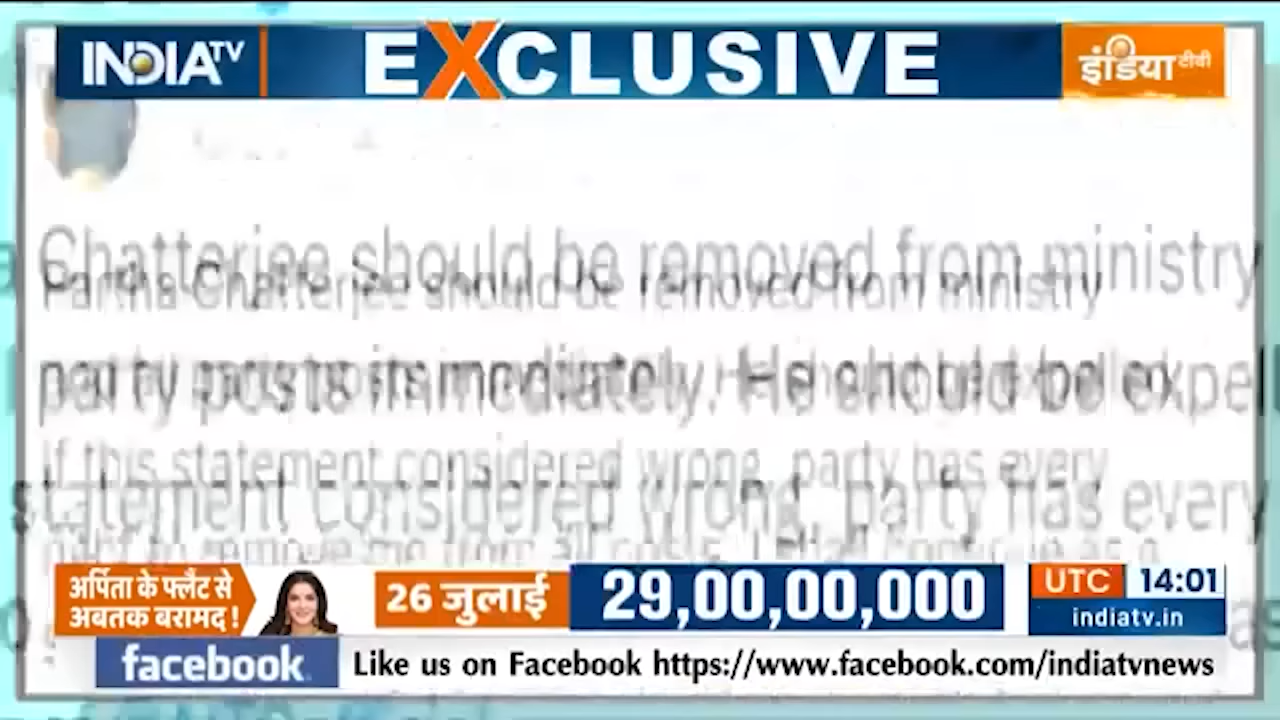 INDIA TV
EXCLUSIVE
इंडिया टीवी
Chatterjee should be removed from ministry
Partha Chatterjee should be removed from ministry
party posts immediately. He should be expell
If this statement considered wrong, party has every
statement considered wrong, party has every
अर्पिता के फ्लैट से
अबतक बरामद!
26 जुलाई
29,00,00,000
UTC 14:01
indiatv.in
facebook
Like us on Facebook https://www.facebook.com/indiatvnews